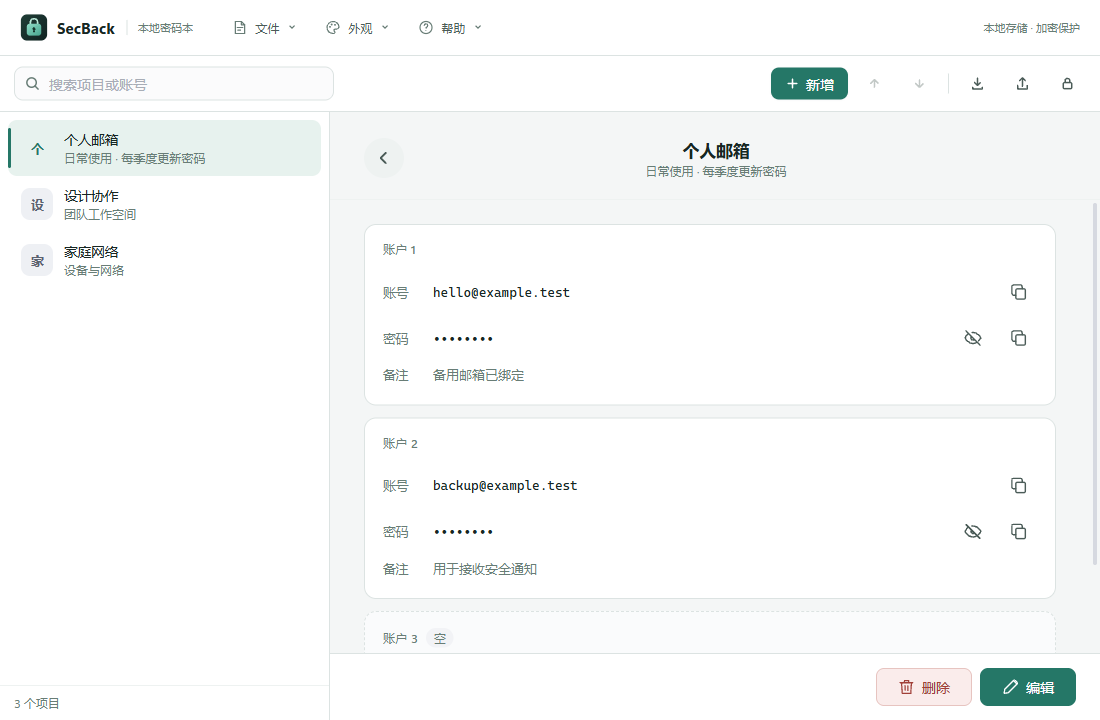 SecBack 本地密码本 文件 外观 帮助 本地存储 · 加密保护
搜索项目或账号 新增
个 个人邮箱
日常使用 · 每季度更新密码
设 设计协作
团队工作空间
家 家庭网络
设备与网络
3 个项目
个人邮箱
日常使用 · 每季度更新密码
账户 1
账号 hello@example.test
密码 ••••••••
备注 备用邮箱已绑定
账户 2
账号 backup@example.test
密码 ••••••••
备注 用于接收安全通知
账户 3 空
删除 编辑